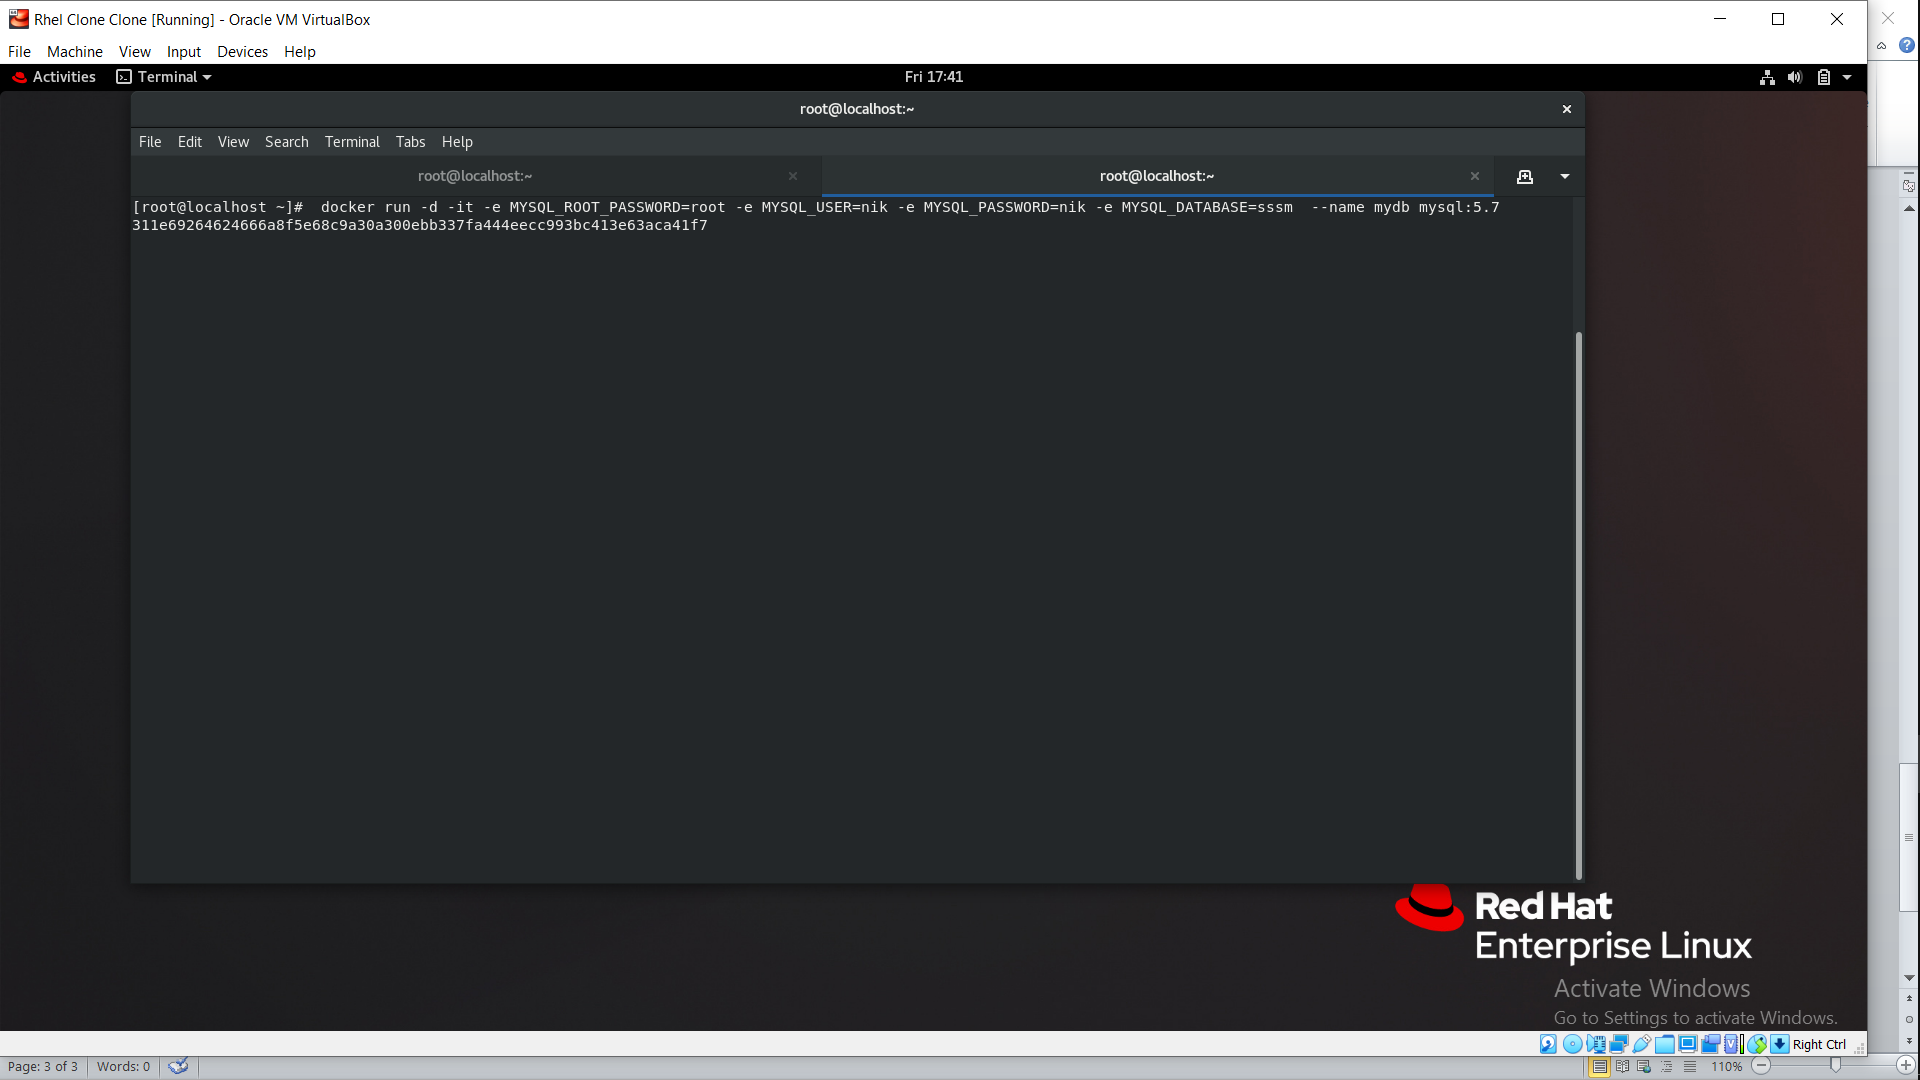 Rhel Clone Clone [Running] - Oracle VM VirtualBox
File Machine View Input Devices Help
Activities Terminal Fri 17:41
root@localhost:~
File Edit View Search Terminal Tabs Help
root@localhost:~ root@localhost:~
[root@localhost ~]#  docker run -d -it -e MYSQL_ROOT_PASSWORD=root -e MYSQL_USER=nik -e MYSQL_PASSWORD=nik -e MYSQL_DATABASE=sssm  --name mydb mysql:5.7
311e69264624666a8f5e68c9a30a300ebb337fa444eecc993bc413e63aca41f7
Red Hat
Enterprise Linux
Activate Windows
Go to Settings to activate Windows.
Right Ctrl
Page: 3 of 3 Words: 0 110%